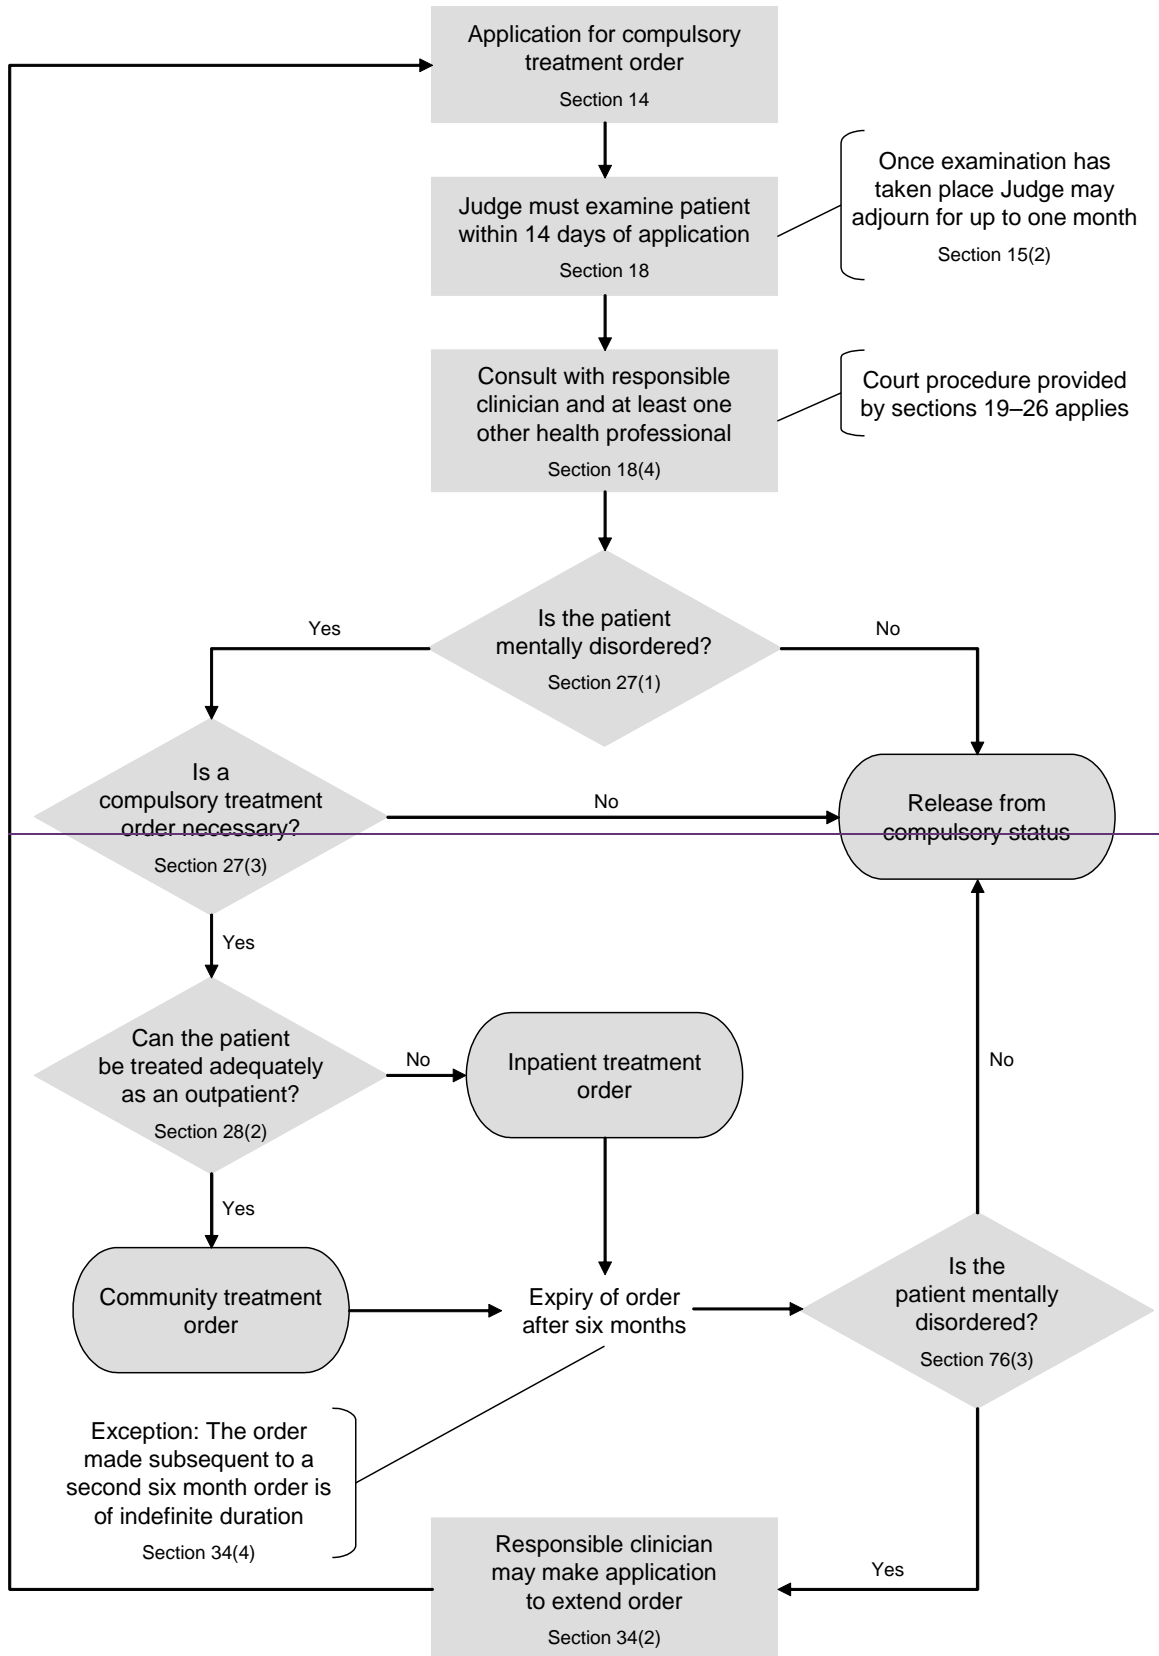 Application for compulsory
treatment order
Section 14
Judge must examine patient
within 14 days of application
Section 18
Once examination has
taken place Judge may
adjourn for up to one month
Section 15(2)
Consult with responsible
clinician and at least one
other health professional
Section 18(4)
Court procedure provided
by sections 19–26 applies
Is the patient
mentally disordered?
Section 27(1)
Yes
No
Is a
compulsory treatment
order necessary?
Section 27(3)
No
Release from
compulsory status
Yes
Can the patient
be treated adequately
as an outpatient?
Section 28(2)
No
Inpatient treatment
order
No
Yes
Community treatment
order
Expiry of order
after six months
Is the
patient mentally
disordered?
Section 76(3)
Exception: The order
made subsequent to a
second six month order is
of indefinite duration
Section 34(4)
Responsible clinician
may make application
to extend order
Section 34(2)
Yes